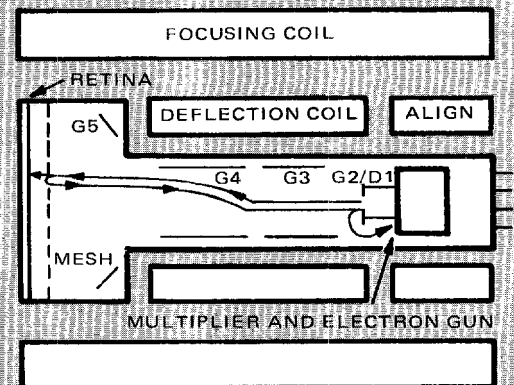 FOCUSING COIL
RETINA
DEFLECTION COIL
ALIGN
G5
G4
G3
G2/D1
MESH
MULTIPLIER AND ELECTRON GUN